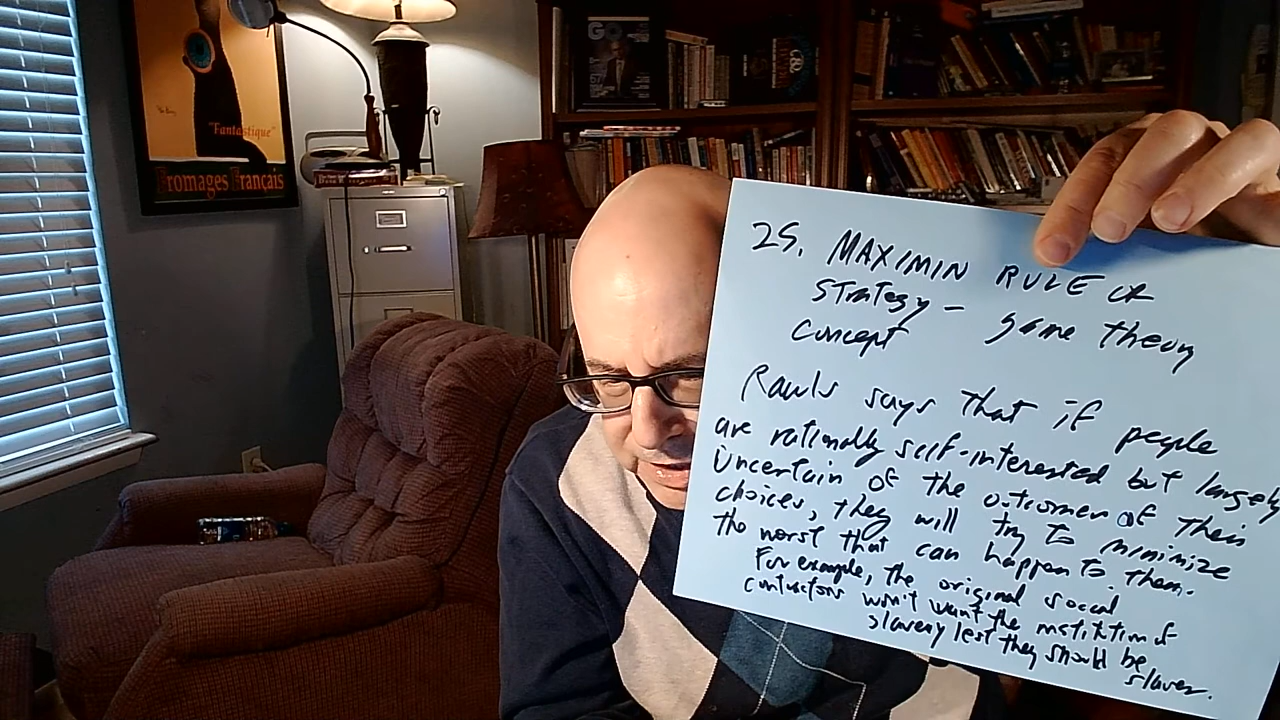 GQ
"Fantastique"
Fromages Français
25. MAXIMIN RULE or
strategy - game theory
concept
Rawls says that if people
are rationally self-interested but largely
uncertain of the outcomes of their
choices, they will try to minimize
the worst that can happen to them.
For example, the original social
contractors won't want the institution of
slavery lest they should be
slaves.